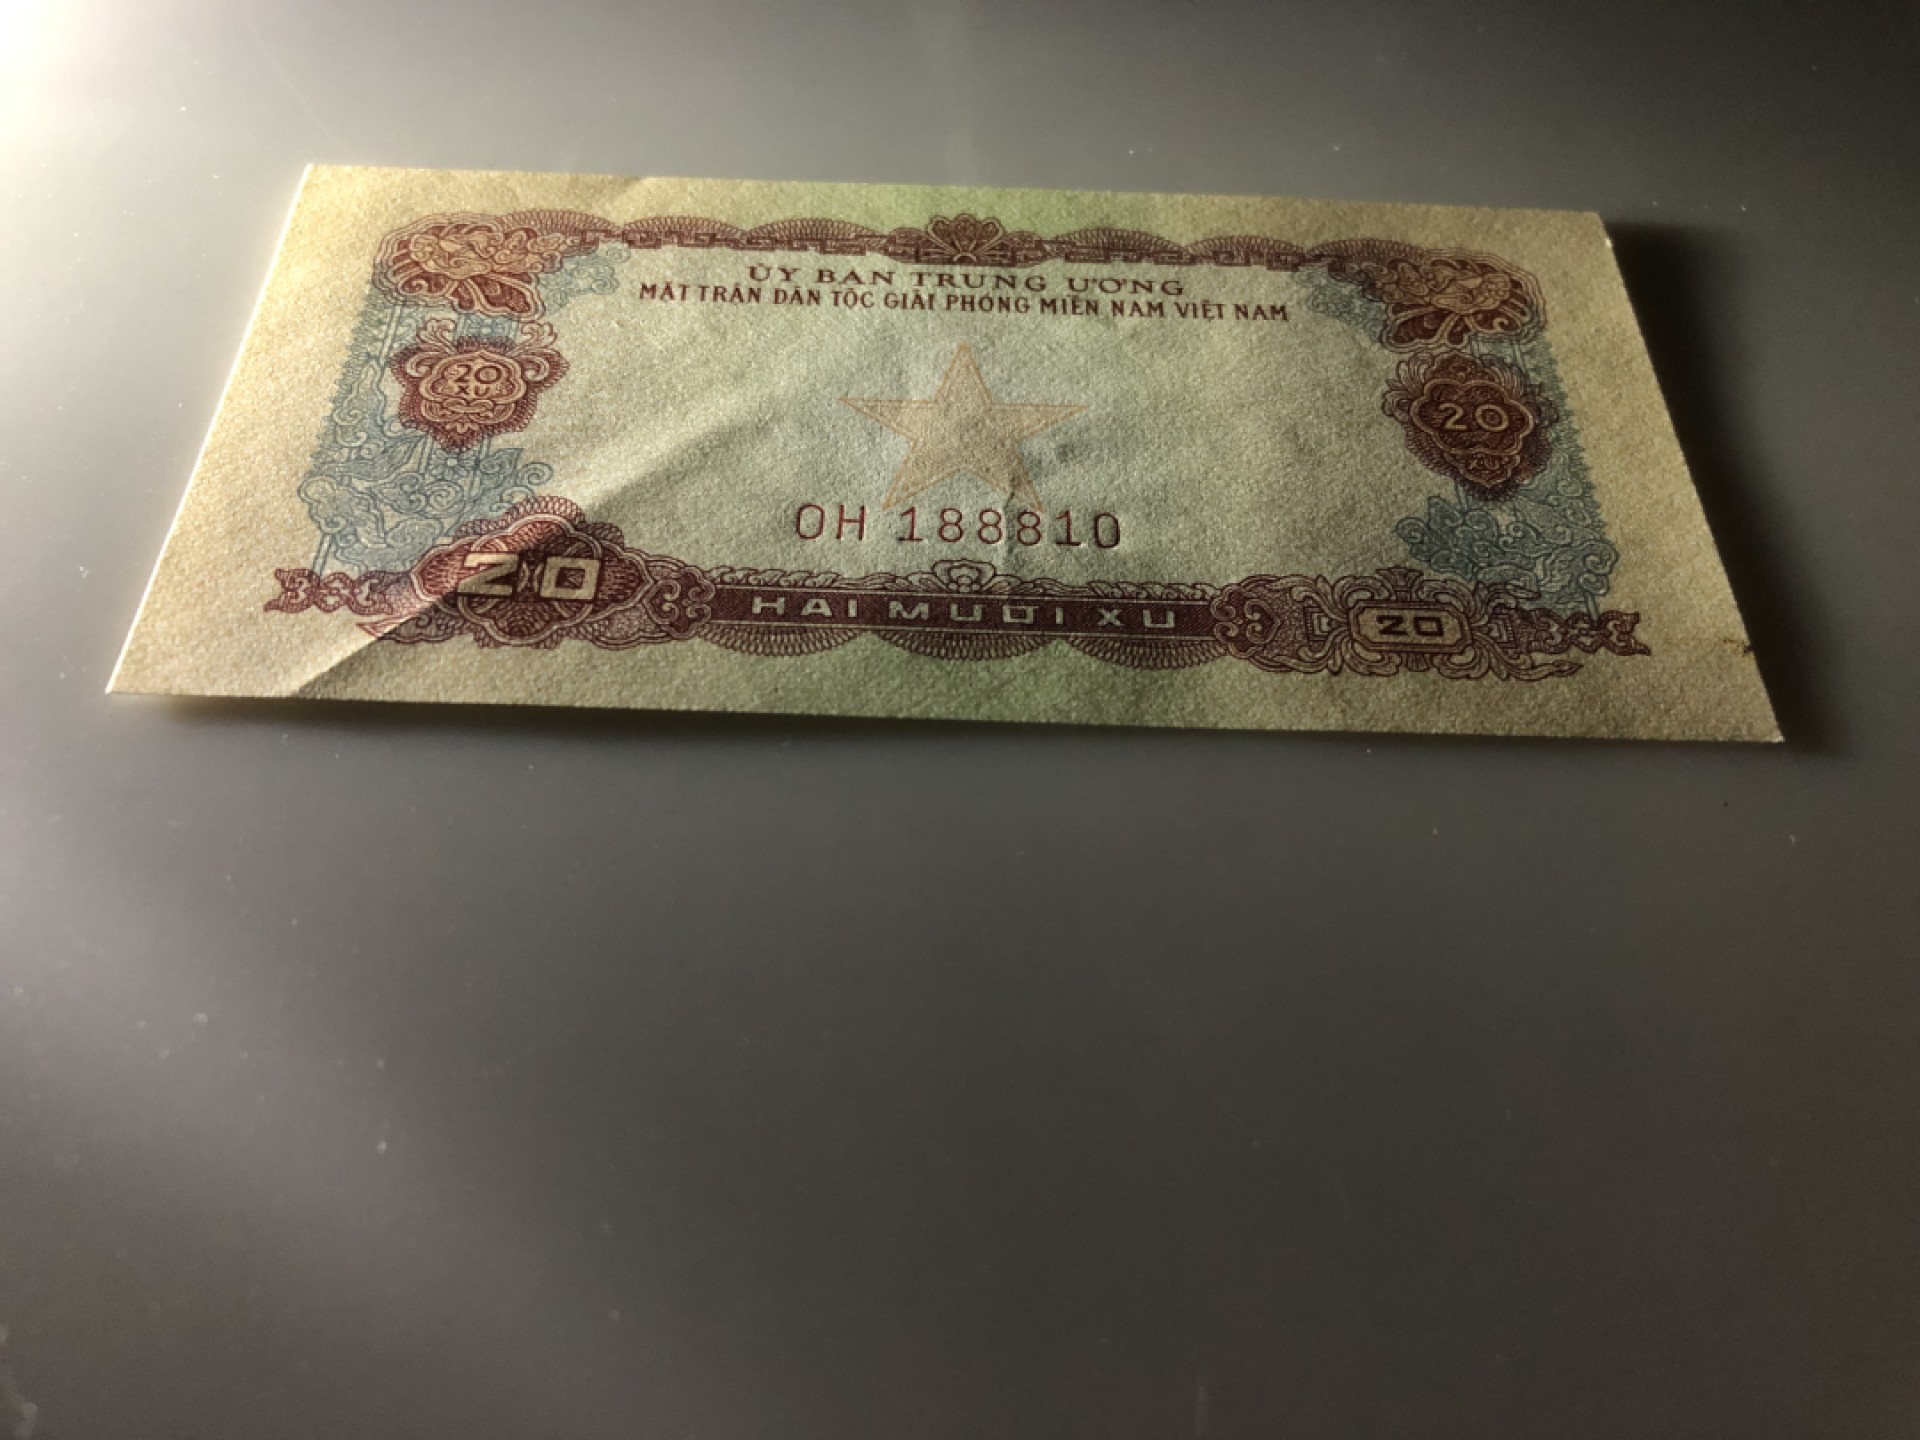 ỦY BAN TRUNG ƯƠNG
MẶT TRẬN DÂN TỘC GIẢI PHÓNG MIỀN NAM VIỆT NAM
20
XU
20
XU
OH 188810
20
HAI MƯƠI XU
20